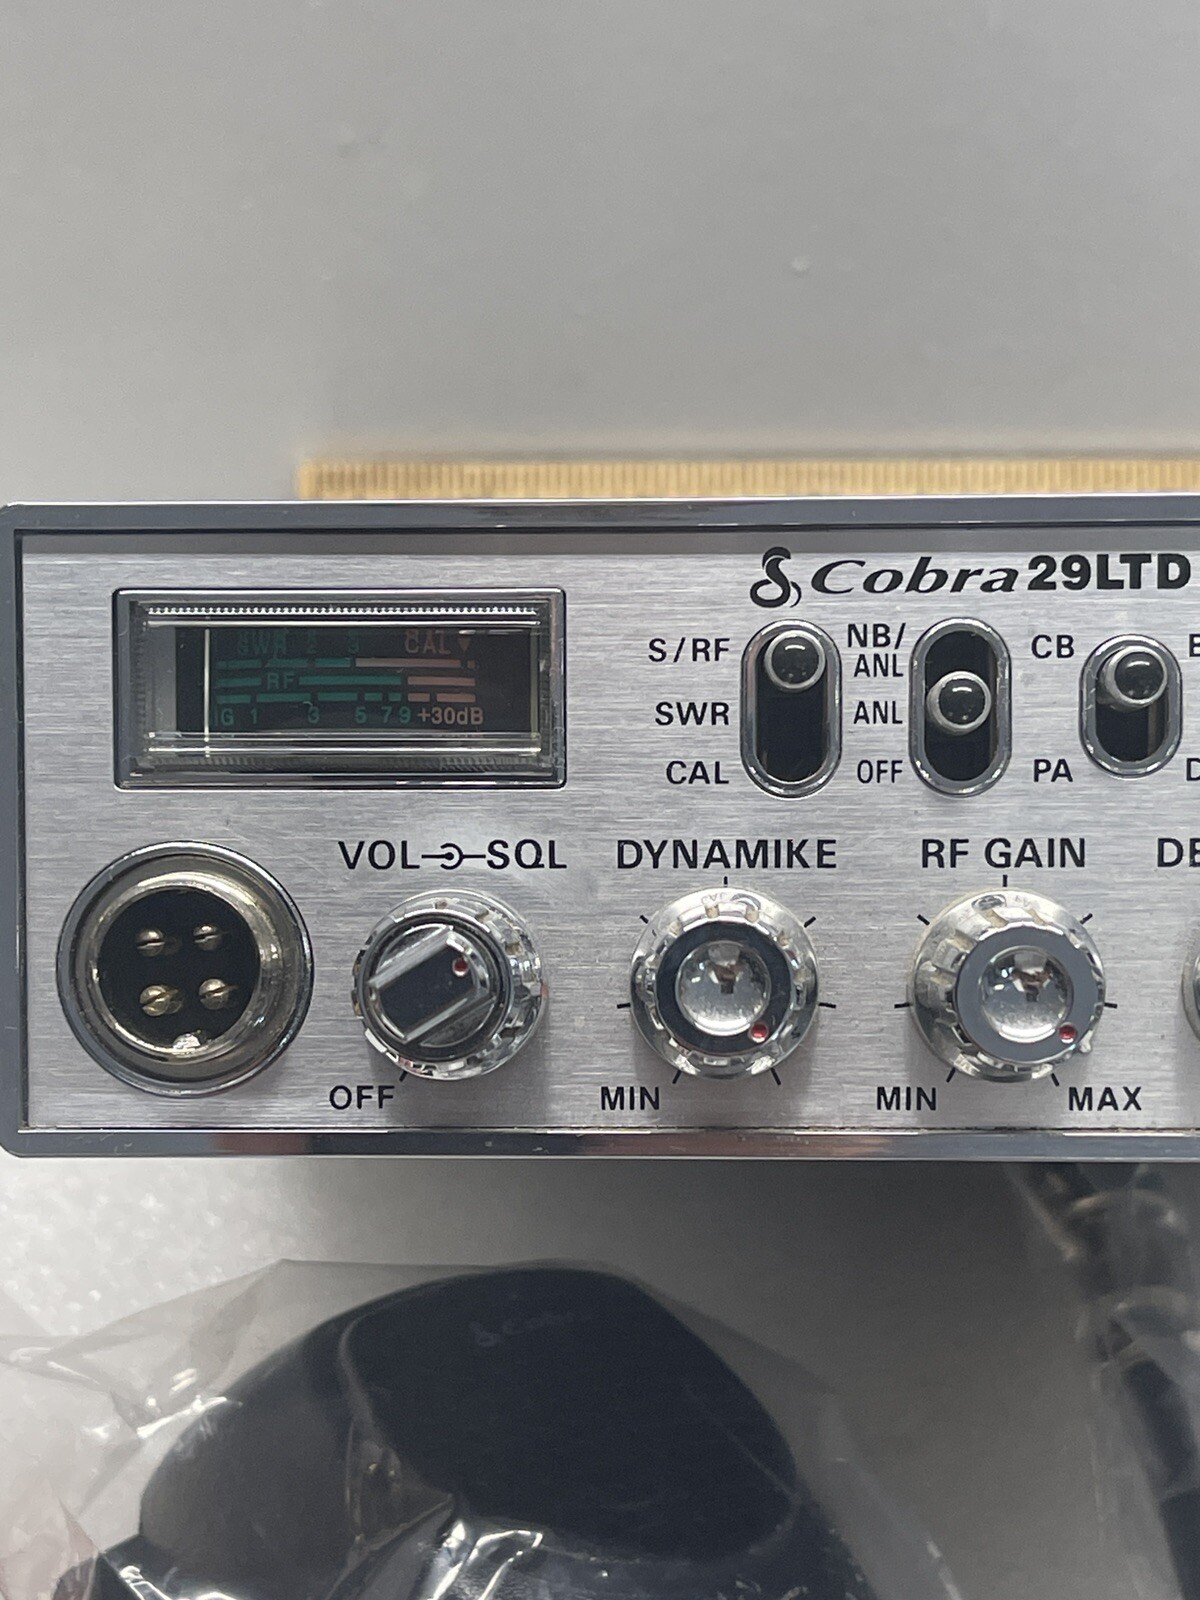 Cobra 29LTD
SWR 2 3 CAL
RF
1 3 5 7 9 +30dB
S/RF
SWR
CAL
NB/
ANL
ANL
OFF
CB
PA
VOL SQL
DYNAMIKE
RF GAIN
OFF
MIN
MIN
MAX
Cobra